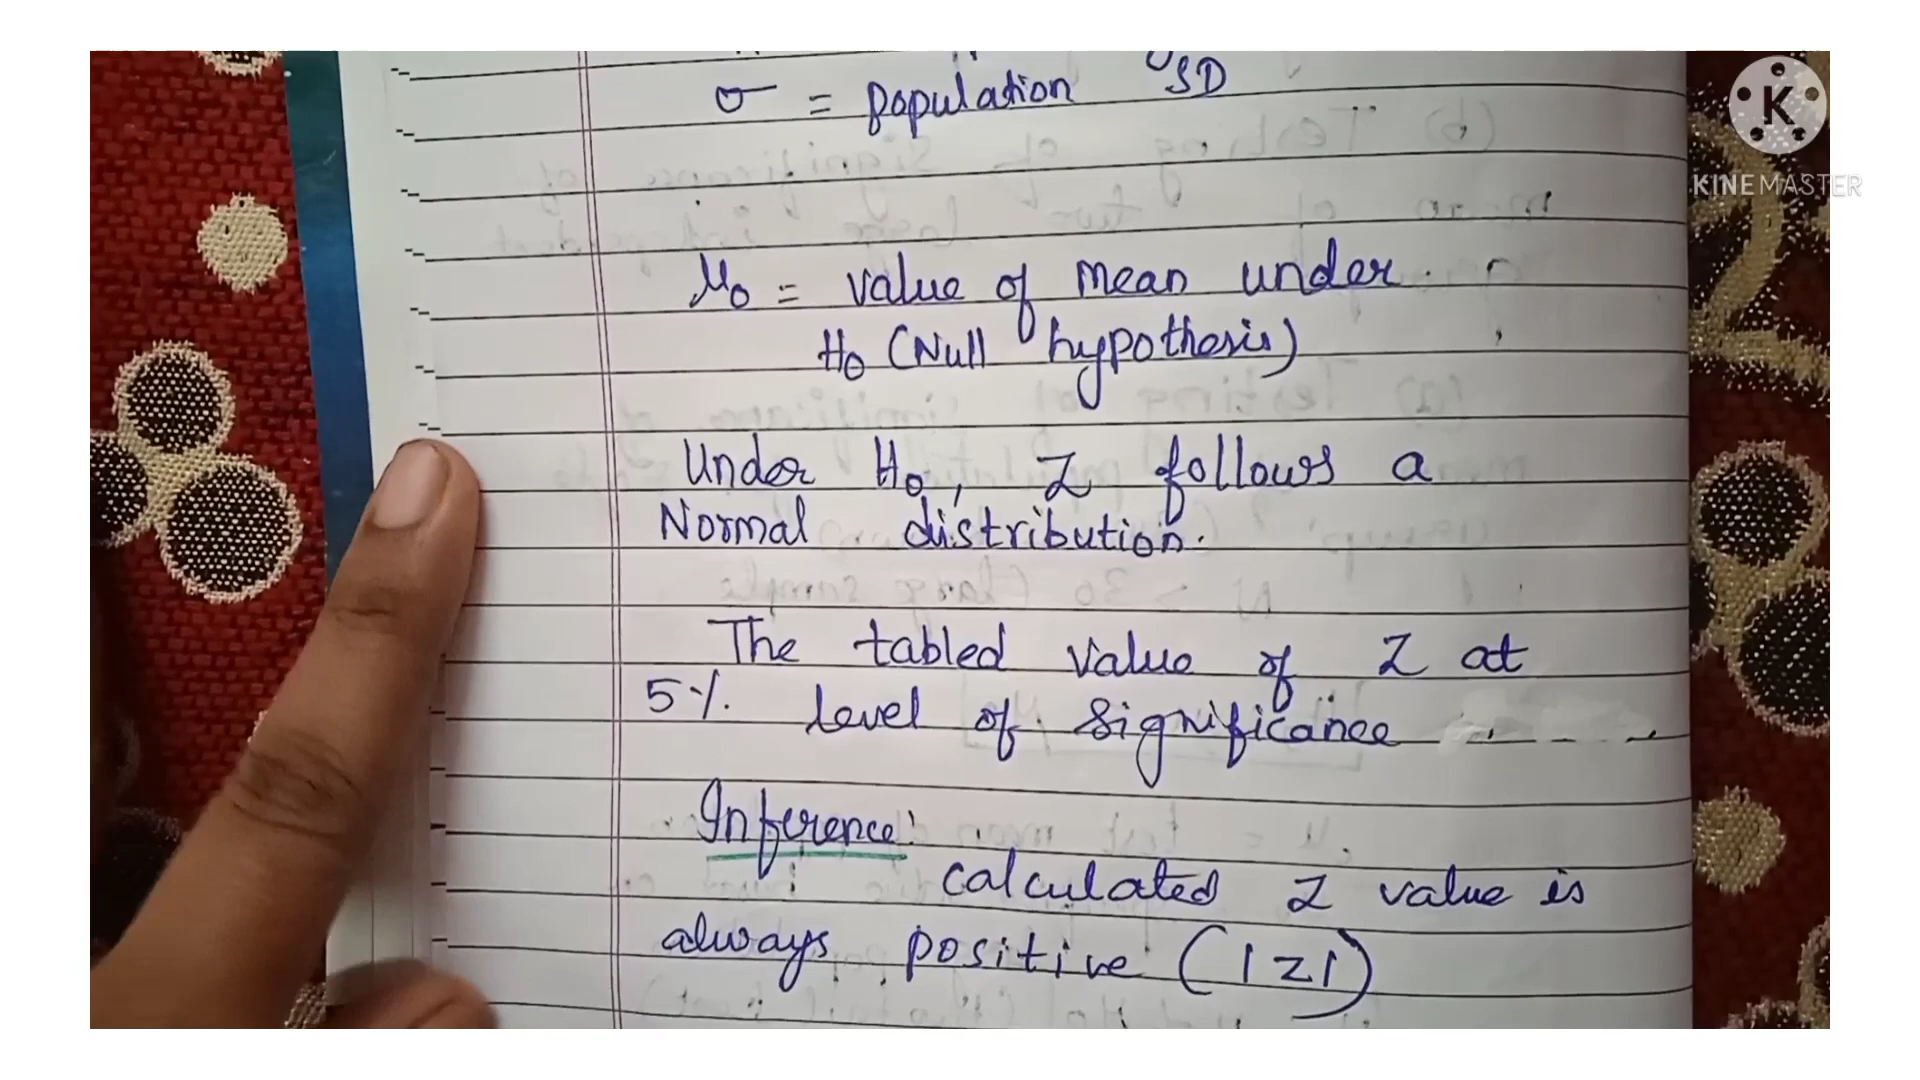 σ = population SD
K
KINEMASTER
μ₀ = value of mean under
H₀ (Null hypothesis)
Under H₀, Z follows a
Normal distribution.
The tabled value of Z at
5%. level of significance
Inference:
calculated Z value is
always positive (|Z|)